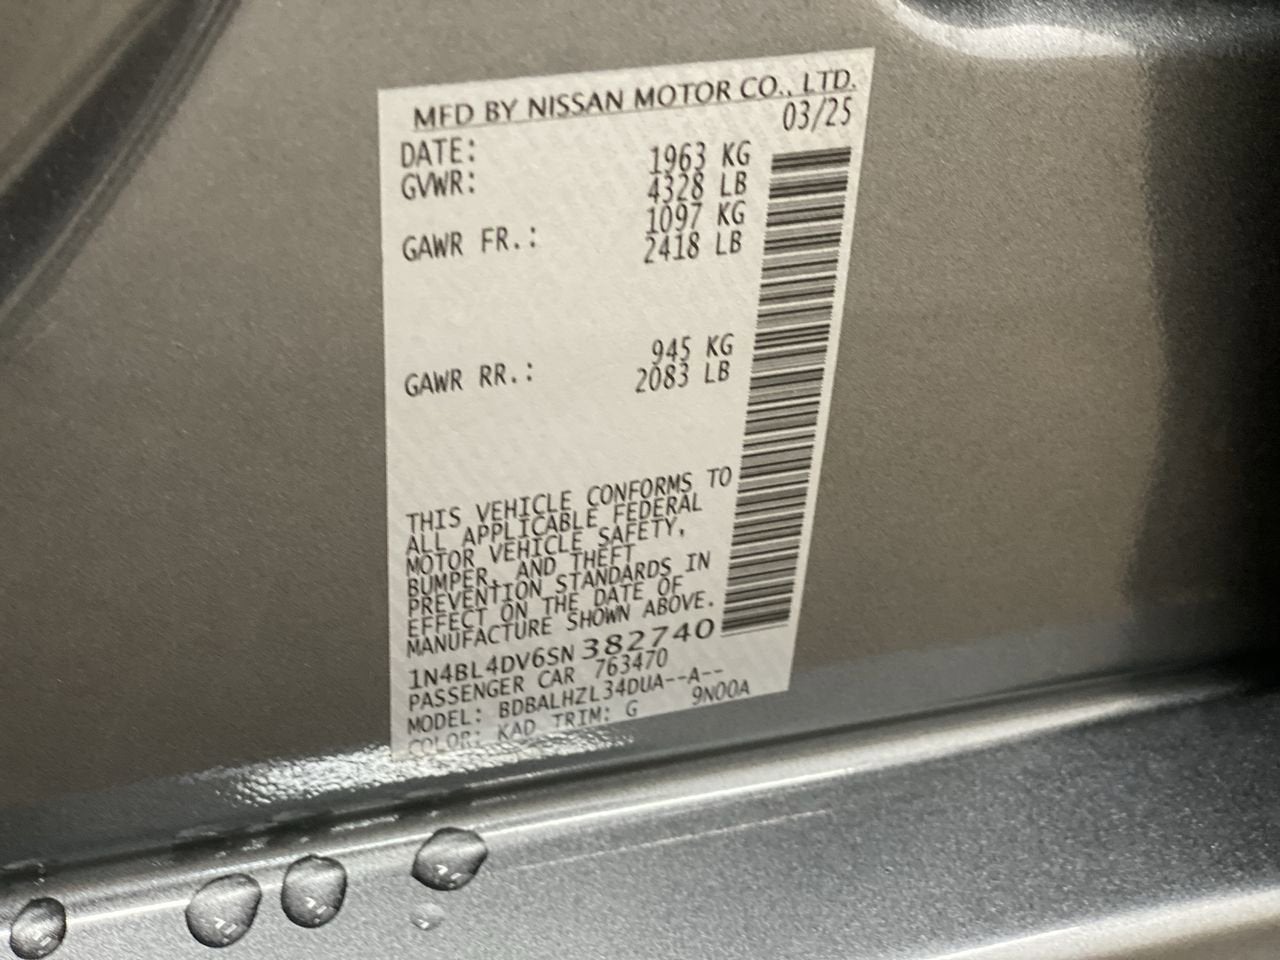 MFD BY NISSAN MOTOR CO., LTD.
DATE: 03/25
GVWR: 1963 KG
4328 LB
GAWR FR.: 1097 KG
2418 LB
GAWR RR.: 945 KG
2083 LB
THIS VEHICLE CONFORMS TO
ALL APPLICABLE FEDERAL
MOTOR VEHICLE SAFETY,
BUMPER, AND THEFT
PREVENTION STANDARDS IN
EFFECT ON THE DATE OF
MANUFACTURE SHOWN ABOVE.
1N4BL4DV6SN382740
PASSENGER CAR 763470
MODEL: BDBALHZL34DUA--A--
COLOR: KAD TRIM: G 9N00A